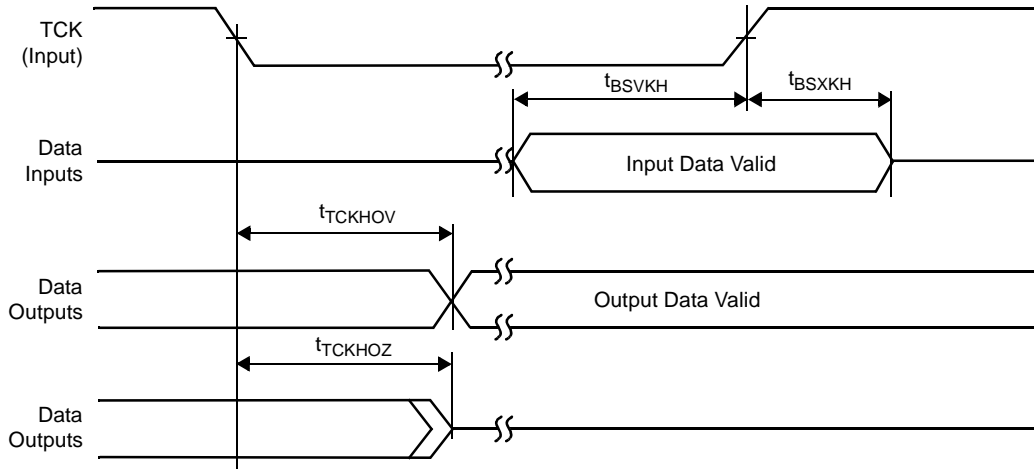 TCK
(Input)
tBSVKH
tBSXKH
Data
Inputs
Input Data Valid
tTCKHOV
Data
Outputs
Output Data Valid
tTCKHOZ
Data
Outputs